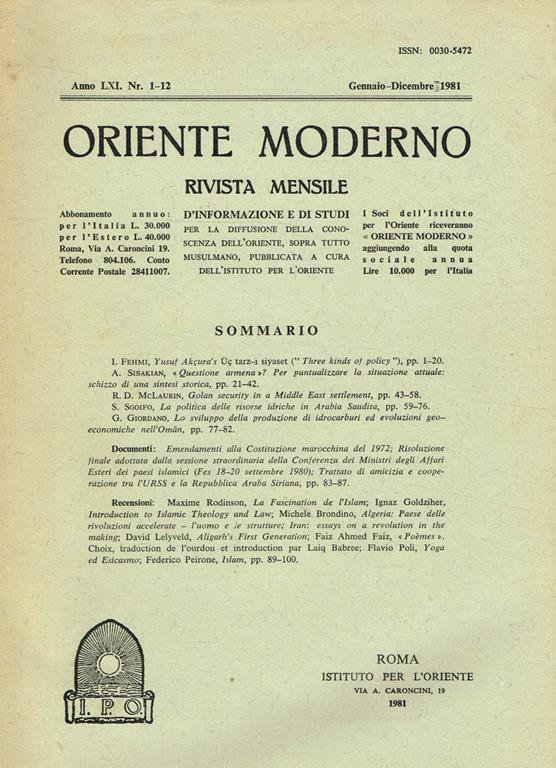 ISSN: 0030-5472
Anno LXI. Nr. 1-12 Gennaio-Dicembre 1981
ORIENTE MODERNO
RIVISTA MENSILE
Abbonamento annuo:
per l'Italia L. 30.000
per l'Estero L. 40.000
Roma, Via A. Caroncini 19.
Telefono 804.106. Conto
Corrente Postale 28411007.
D'INFORMAZIONE E DI STUDI
PER LA DIFFUSIONE DELLA CONO-
SCENZA DELL'ORIENTE, SOPRA TUTTO
MUSULMANO, PUBBLICATA A CURA
DELL'ISTITUTO PER L'ORIENTE
I Soci dell'Istituto
per l'Oriente riceveranno
« ORIENTE MODERNO »
aggiungendo alla quota
sociale annua
Lire 10.000 per l'Italia
SOMMARIO
I. FEHMI, Yusuf Akçura's Üç tarz-i siyaset (" Three kinds of policy "), pp. 1-20.
A. SISAKIAN, « Questione armena »? Per puntualizzare la situazione attuale:
schizzo di una sintesi storica, pp. 21-42.
R. D. MCLAURIN, Golan security in a Middle East settlement, pp. 43-58.
S. SGOIFO, La politica delle risorse idriche in Arabia Saudita, pp. 59-76.
G. GIORDANO, Lo sviluppo della produzione di idrocarburi ed evoluzioni geo-
economiche nell'Omān, pp. 77-82.
Documenti: Emendamenti alla Costituzione marocchina del 1972; Risoluzione
finale adottata dalla sessione straordinaria della Conferenza dei Ministri degli Affari
Esteri dei paesi islamici (Fes 18-20 settembre 1980); Trattato di amicizia e coope-
razione tra l'URSS e la Repubblica Araba Siriana, pp. 83-87.
Recensioni: Maxime Rodinson, La Fascination de l'Islam; Ignaz Goldziher,
Introduction to Islamic Theology and Law; Michele Brondino, Algeria: Paese delle
rivoluzioni accelerate – l'uomo e le strutture; Iran: essays on a revolution in the
making; David Lelyveld, Aligarh's First Generation; Faiz Ahmed Faiz, « Poèmes ».
Choix, traduction de l'ourdou et introduction par Laiq Babree; Flavio Poli, Yoga
ed Esicasmo; Federico Peirone, Islam, pp. 89-100.
I. P. O.
ROMA
ISTITUTO PER L'ORIENTE
VIA A. CARONCINI, 19
1981